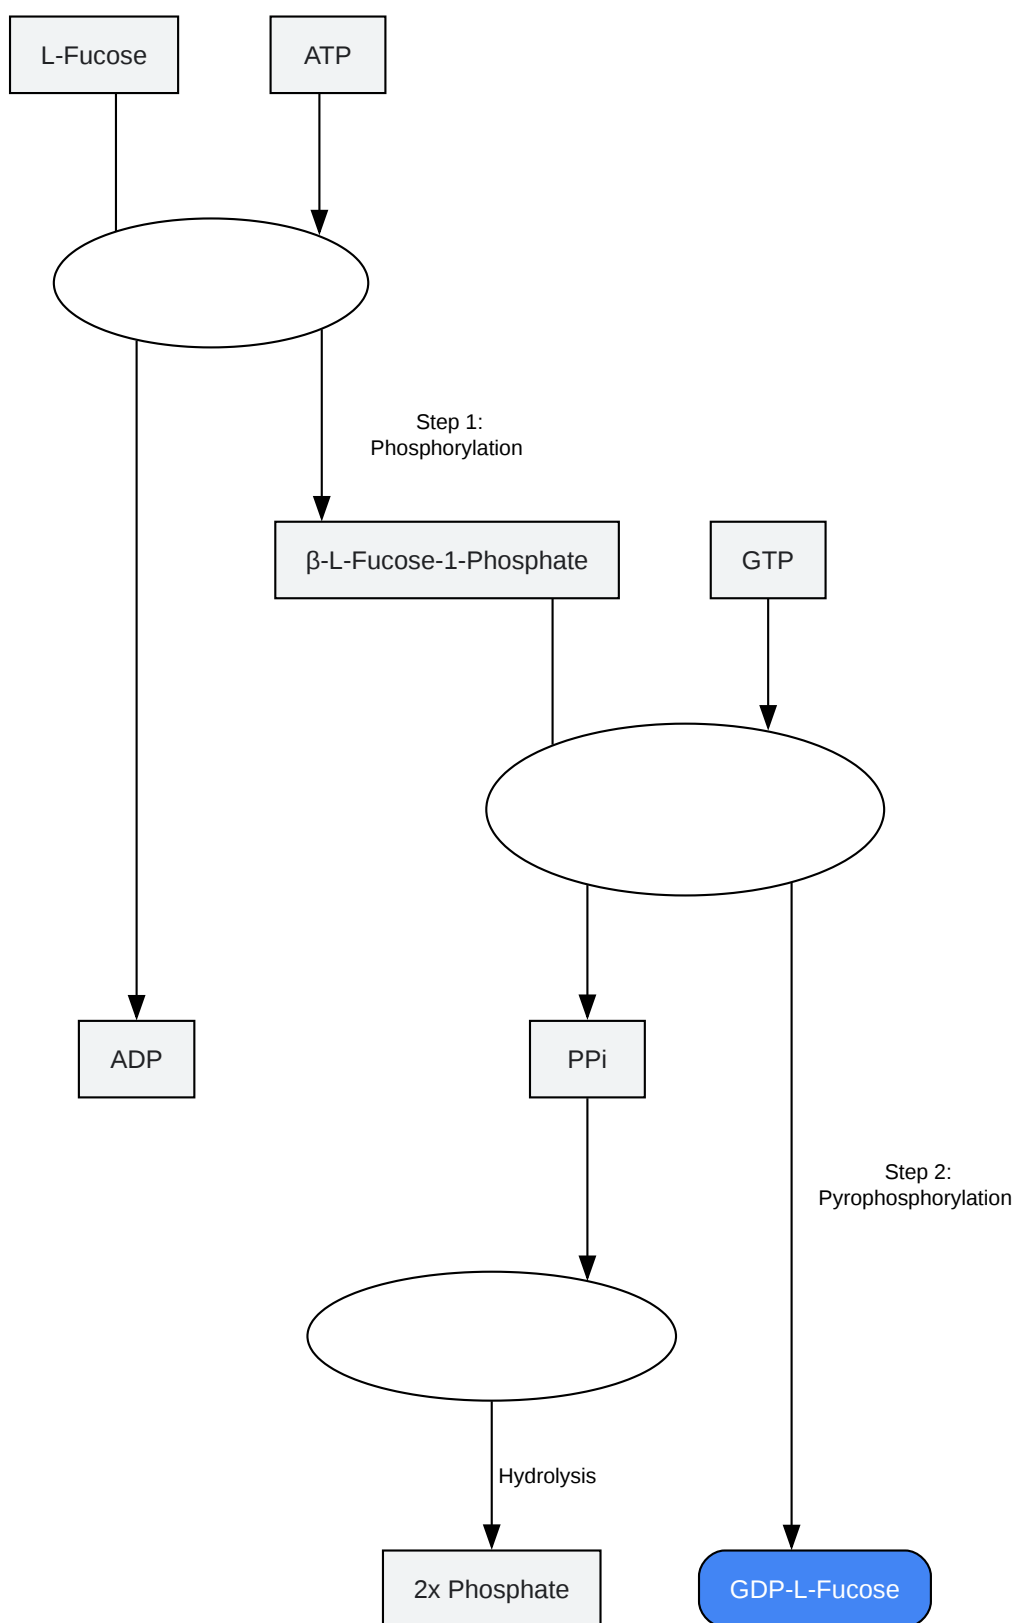 L-Fucose
ATP
Step 1:
Phosphorylation
β-L-Fucose-1-Phosphate
GTP
ADP
PPi
Step 2:
Pyrophosphorylation
Hydrolysis
2x Phosphate
GDP-L-Fucose